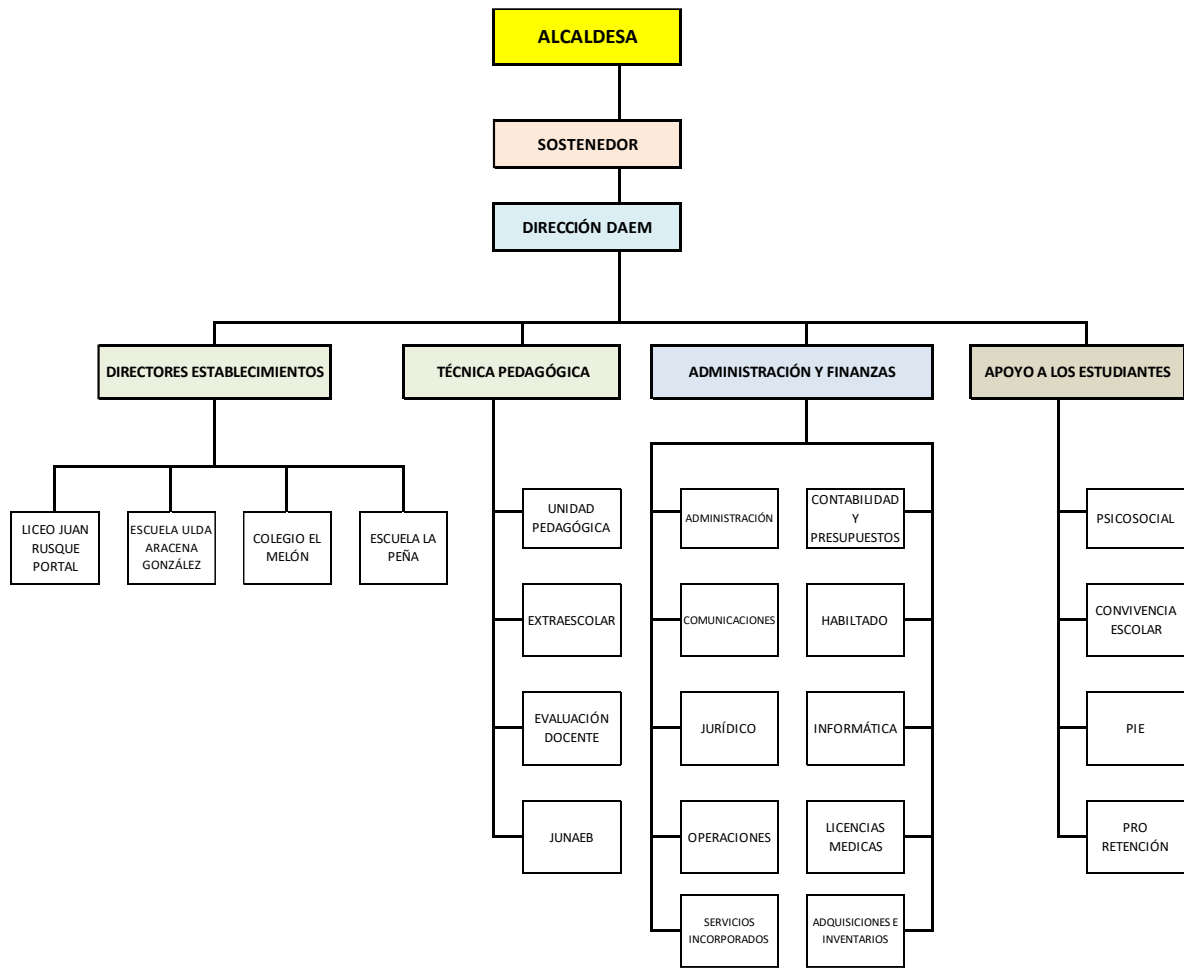 ALCALDESA
SOSTENEDOR
DIRECCIÓN DAEM
DIRECTORES ESTABLECIMIENTOS
TÉCNICA PEDAGÓGICA
ADMINISTRACIÓN Y FINANZAS
APOYO A LOS ESTUDIANTES
LICEO JUAN
RUSQUE
PORTAL
ESCUELA ULDA
ARACENA
GONZÁLEZ
COLEGIO EL
MELÓN
ESCUELA LA
PEÑA
UNIDAD
PEDAGÓGICA
EXTRAESCOLAR
EVALUACIÓN
DOCENTE
JUNAEB
ADMINISTRACIÓN
COMUNICACIONES
JURÍDICO
OPERACIONES
SERVICIOS
INCORPORADOS
CONTABILIDAD
Y
PRESUPUESTOS
HABILTADO
INFORMÁTICA
LICENCIAS
MEDICAS
ADQUISICIONES E
INVENTARIOS
PSICOSOCIAL
CONVIVENCIA
ESCOLAR
PIE
PRO
RETENCIÓN